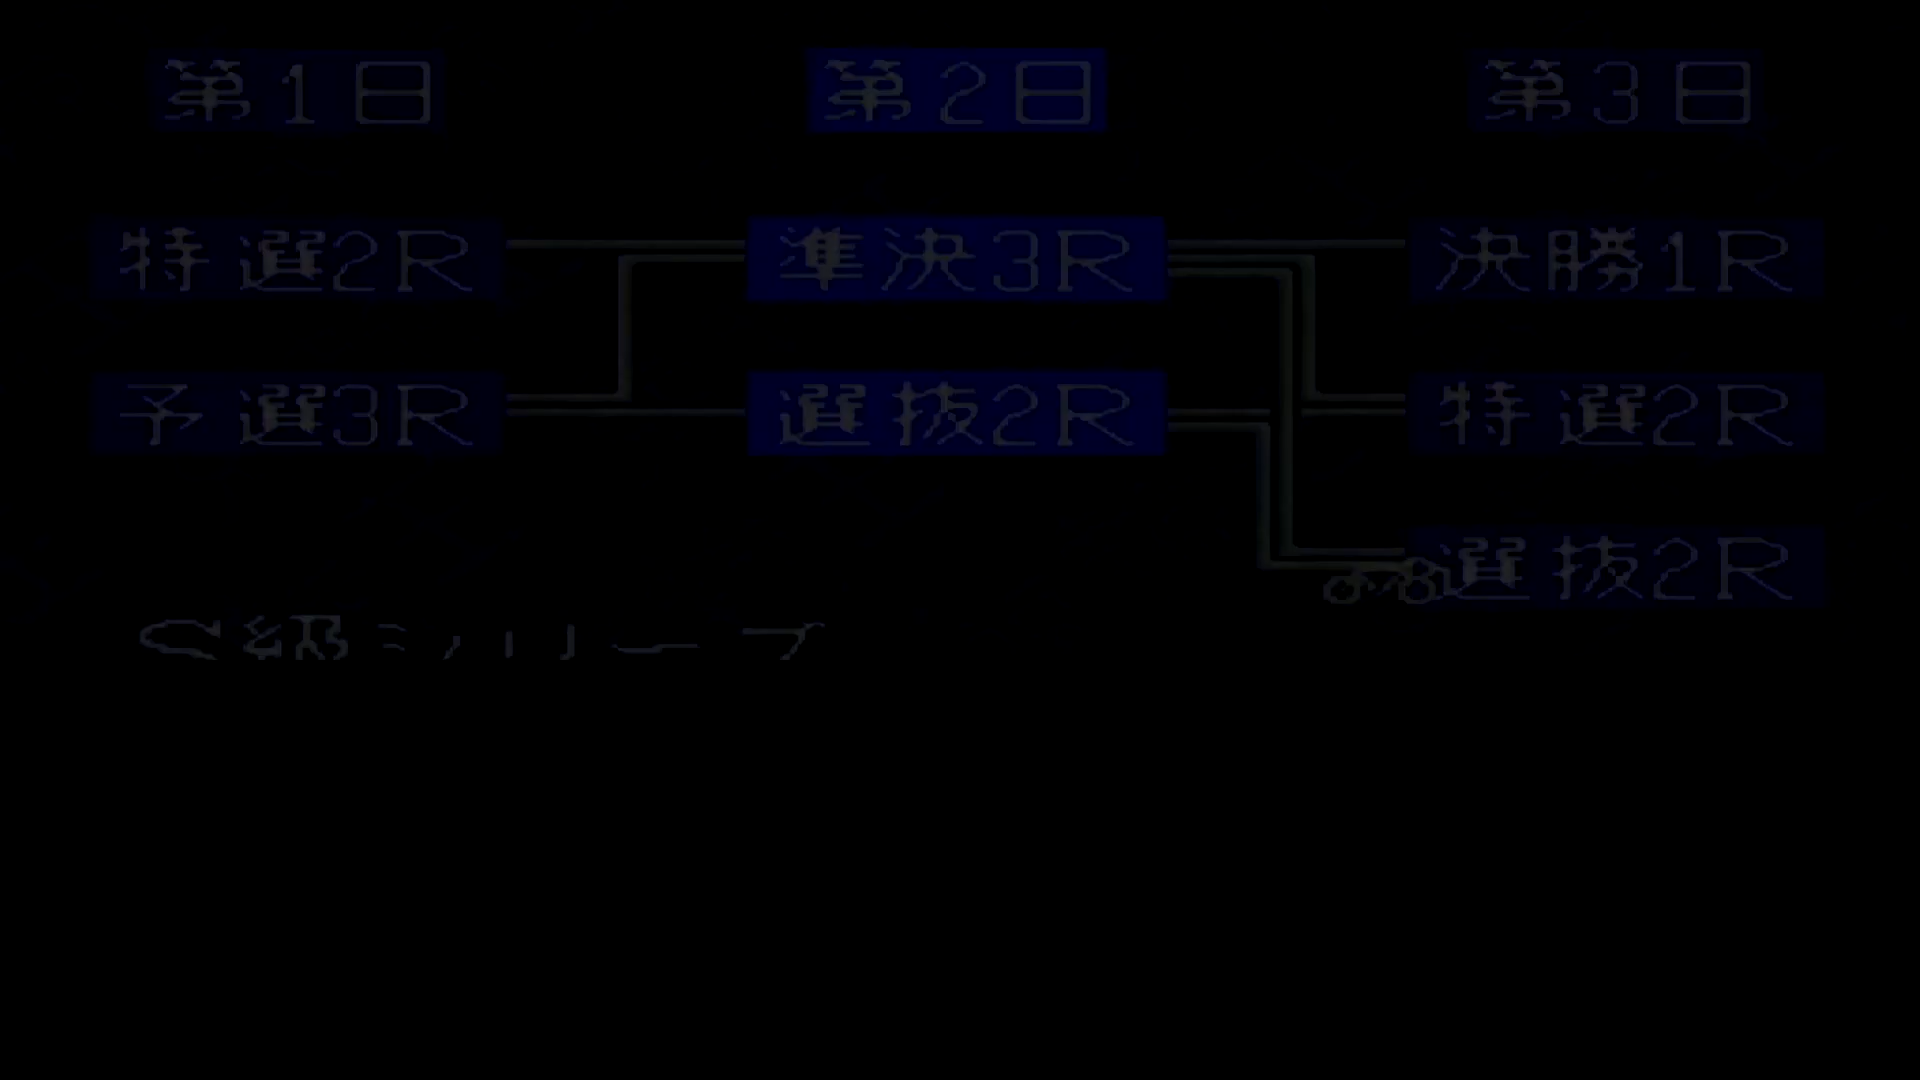 第1日 第2日 第3日
特選2R 準決3R 決勝1R
予選3R 選抜2R 特選2R
選抜2R
S級シリーズ